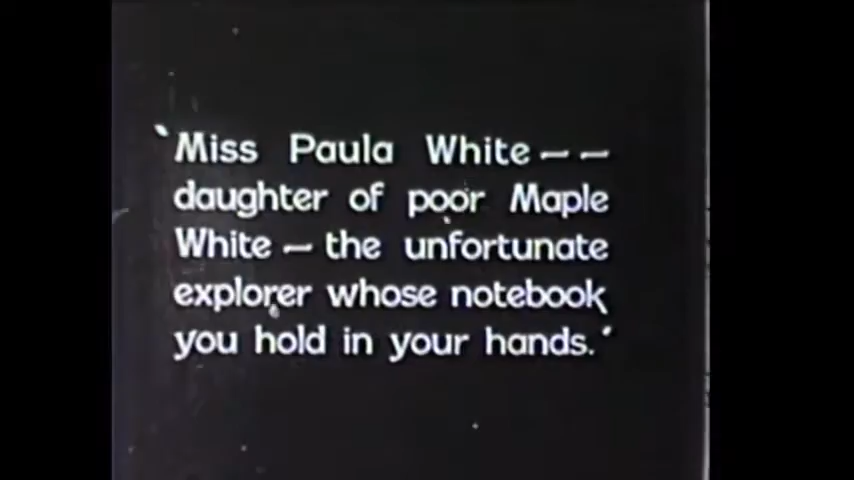 'Miss Paula White — —
daughter of poor Maple
White — the unfortunate
explorer whose notebook
you hold in your hands.'